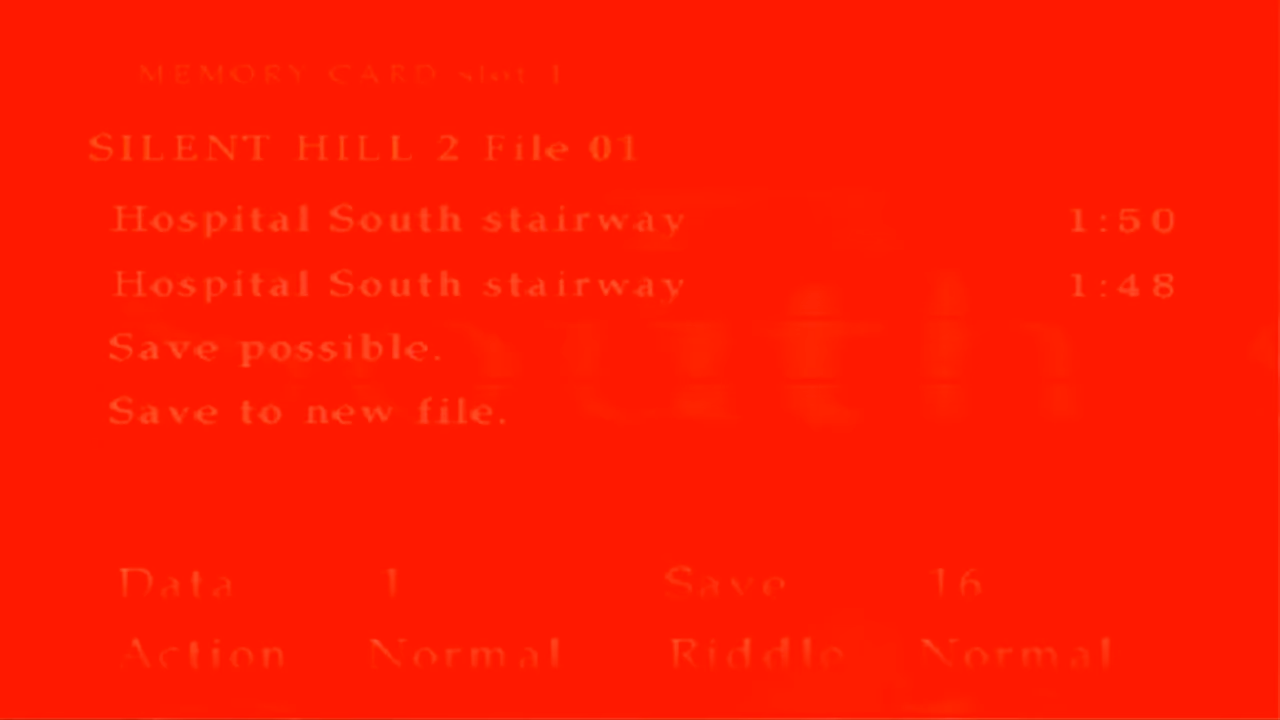 MEMORY CARD slot 1
SILENT HILL 2 File 01
Hospital South stairway 1:50
Hospital South stairway 1:48
Save possible.
Save to new file.
Data 1 Save 16
Action Normal Riddle Normal